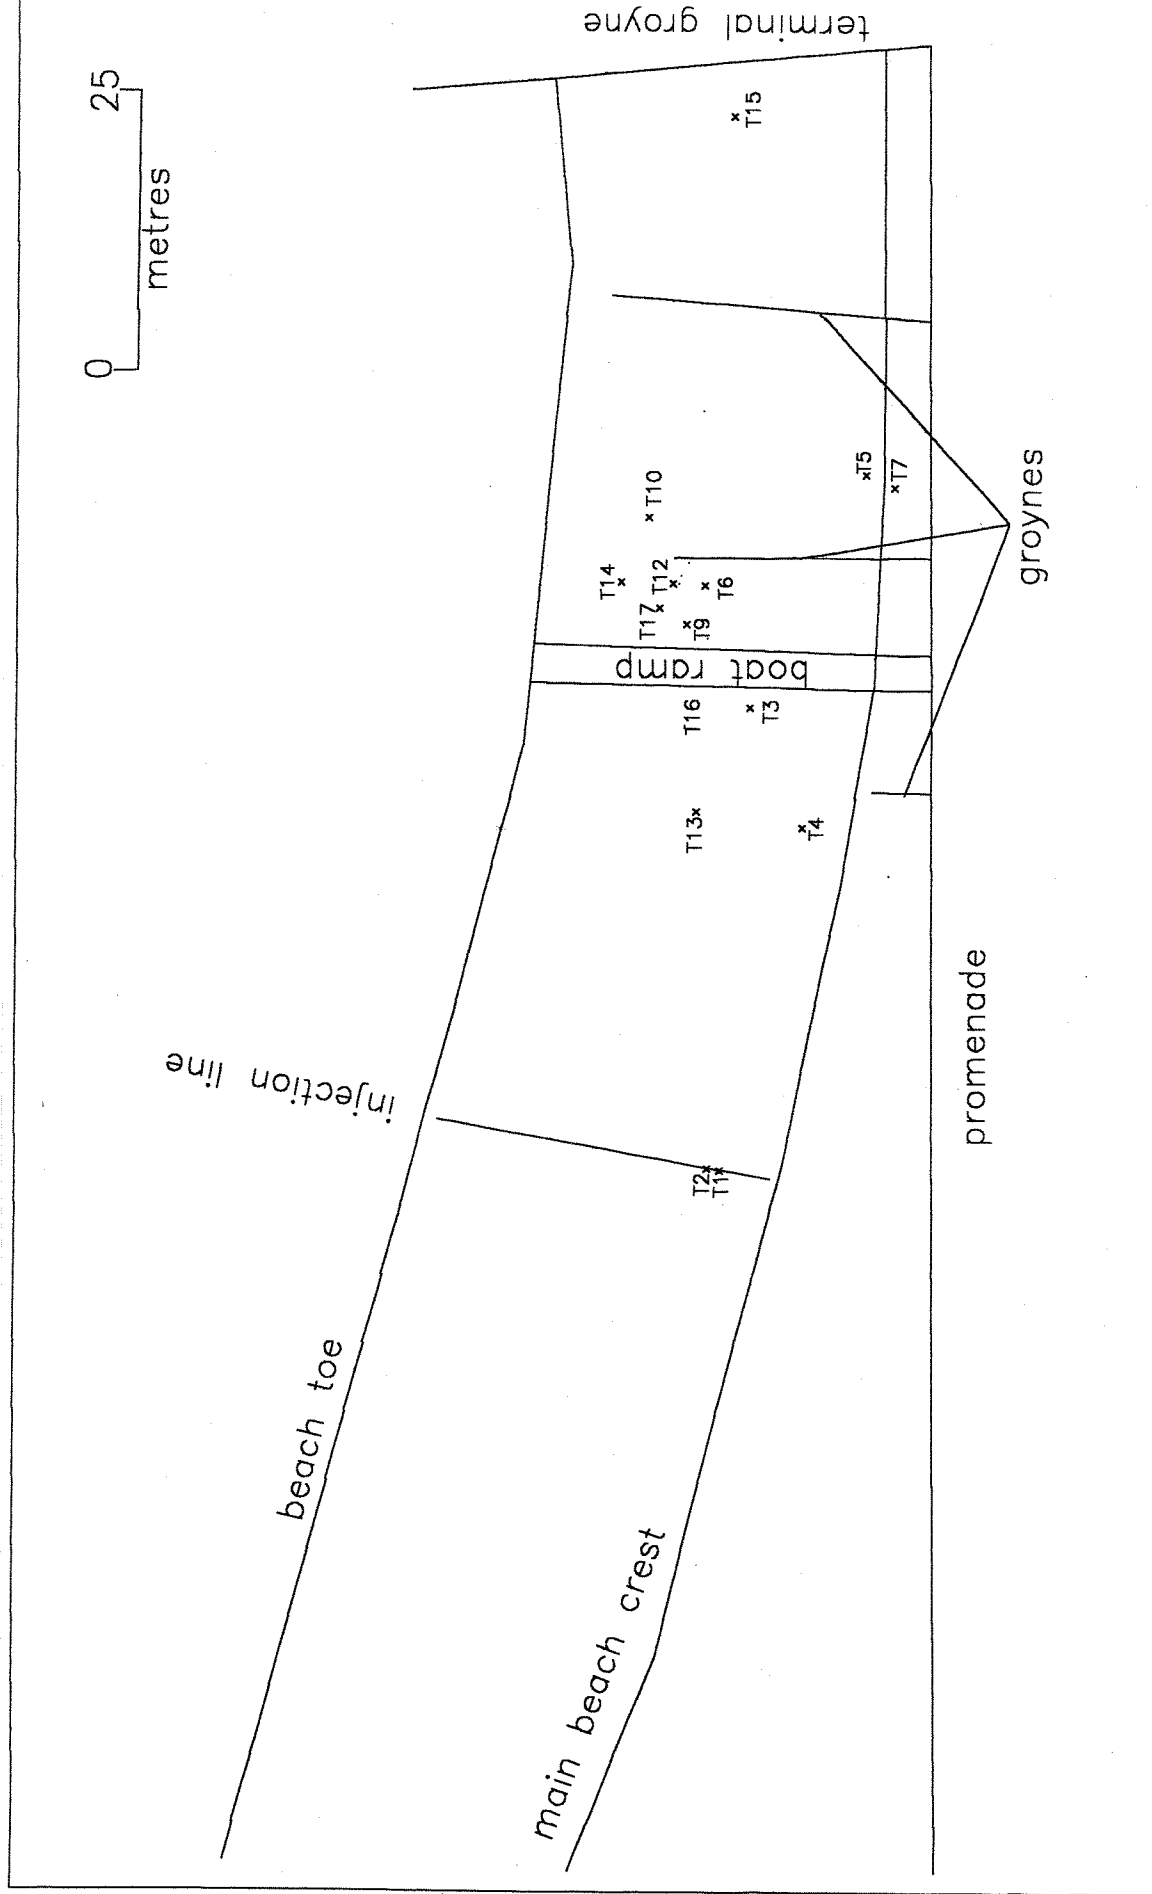 0
25
metres
terminal groyne
T15
T5
T7
T10
T14
T12
T6
T17
T9
boat ramp
T16
T3
T13
T4
groynes
promenade
injection line
T2
T1
beach toe
main beach crest